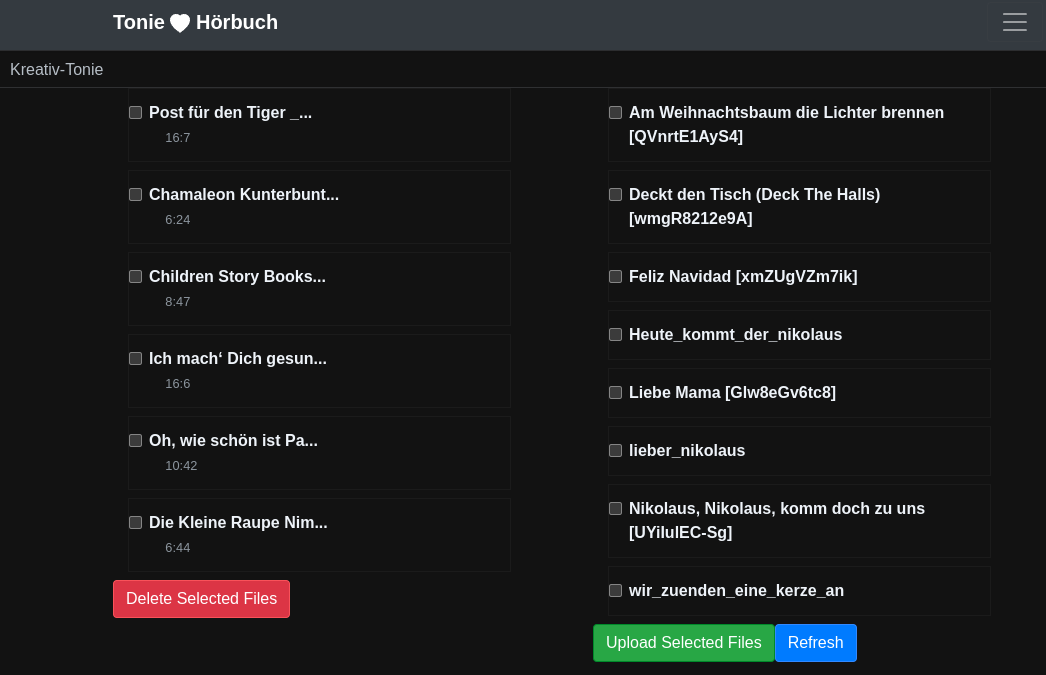 Tonie Hörbuch
Kreativ-Tonie
Post für den Tiger _...
16:7
Chamaleon Kunterbunt...
6:24
Children Story Books...
8:47
Ich mach‘ Dich gesun...
16:6
Oh, wie schön ist Pa...
10:42
Die Kleine Raupe Nim...
6:44
Delete Selected Files
Am Weihnachtsbaum die Lichter brennen
[QVnrtE1AyS4]
Deckt den Tisch (Deck The Halls)
[wmgR8212e9A]
Feliz Navidad [xmZUgVZm7ik]
Heute_kommt_der_nikolaus
Liebe Mama [Glw8eGv6tc8]
lieber_nikolaus
Nikolaus, Nikolaus, komm doch zu uns
[UYiIulEC-Sg]
wir_zuenden_eine_kerze_an
Upload Selected Files
Refresh